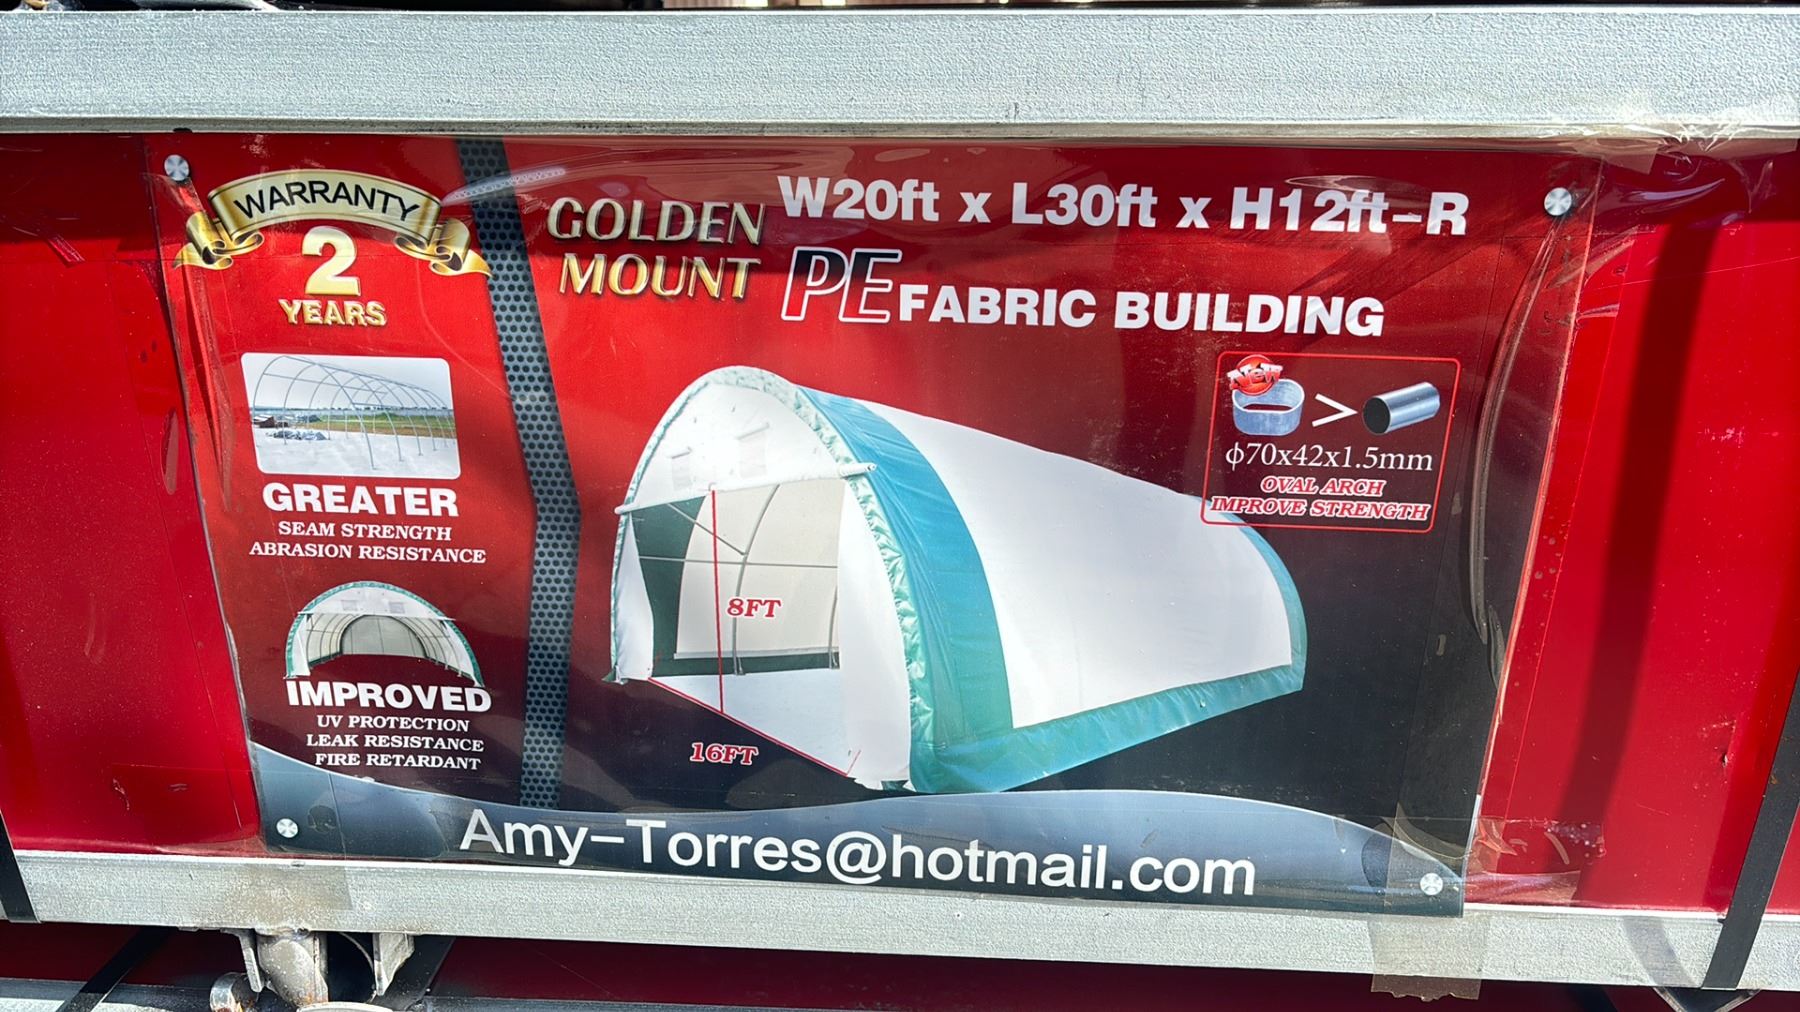 WARRANTY
2
YEARS
GREATER
SEAM STRENGTH
ABRASION RESISTANCE
IMPROVED
UV PROTECTION
LEAK RESISTANCE
FIRE RETARDANT
GOLDEN
MOUNT
W20ft x L30ft x H12ft-R
PE FABRIC BUILDING
New
>
ϕ70x42x1.5mm
OVAL ARCH
IMPROVE STRENGTH
8FT
16FT
Amy-Torres@hotmail.com